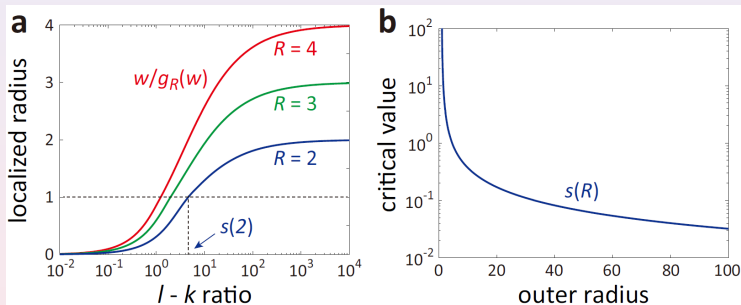 a
localized radius
4
3
2
1
0
w/g_R(w)
R = 4
R = 3
R = 2
s(2)
10^-2
10^-1
10^0
10^1
10^2
10^3
10^4
l - k ratio
b
critical value
10^2
10^1
10^0
10^-1
10^-2
s(R)
0
20
40
60
80
100
outer radius